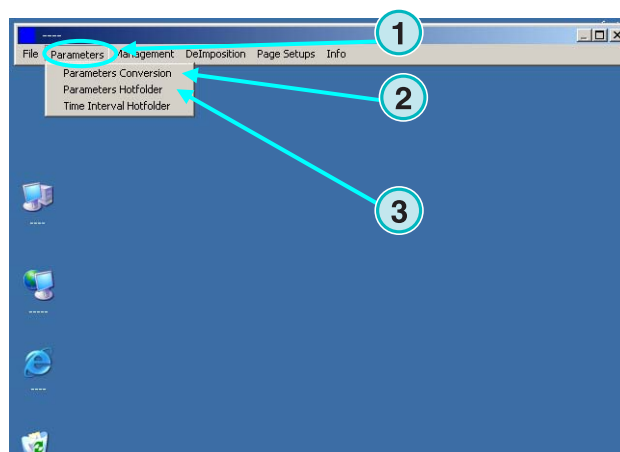 ----
File Parameters Management DeImposition Page Setups Info
Parameters Conversion
Parameters Hotfolder
Time Interval Hotfolder
1
2
3
----
-----
----